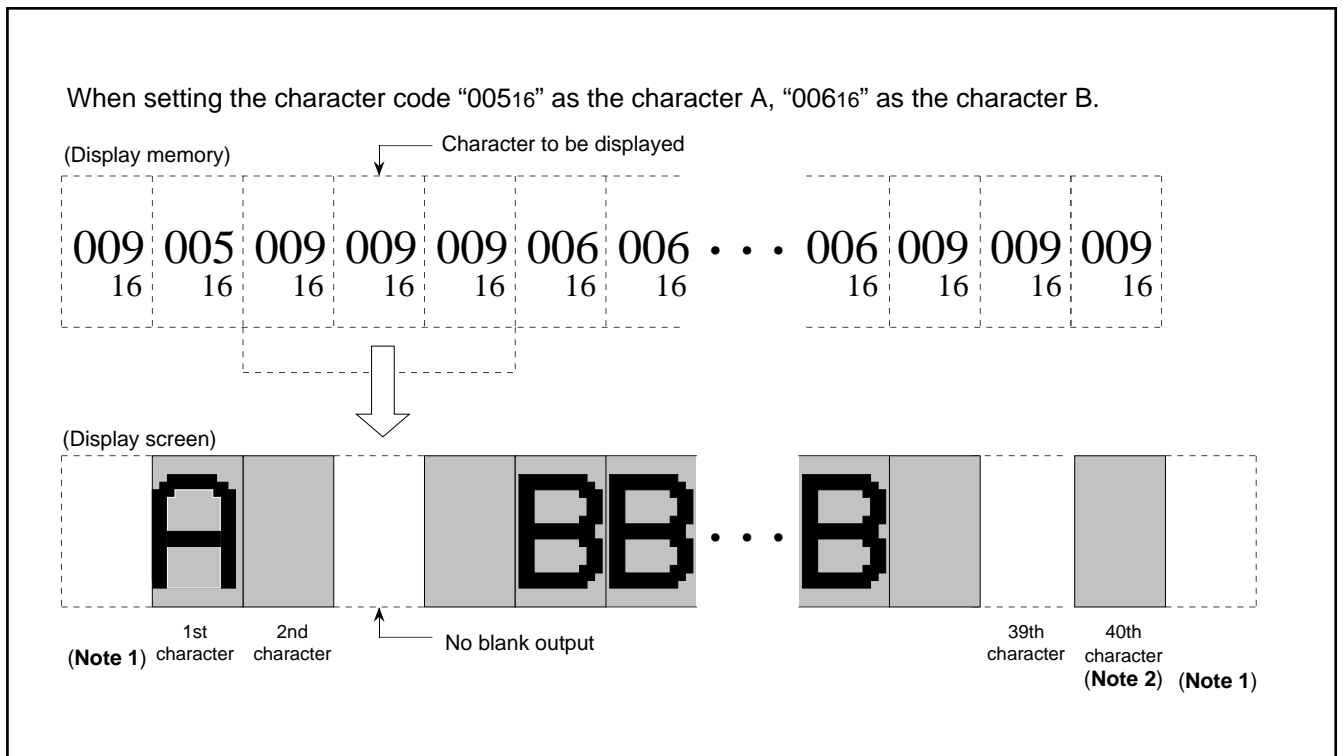 When setting the character code “00516” as the character A, “00616” as the character B.
(Display memory)
Character to be displayed
009 005 009 009 009 006 006 • • • 006 009 009 009
16 16 16 16 16 16 16 16 16 16 16
(Display screen)
A B B • • • B
1st character
2nd character
No blank output
39th character
40th character
(Note 1)
(Note 2)
(Note 1)